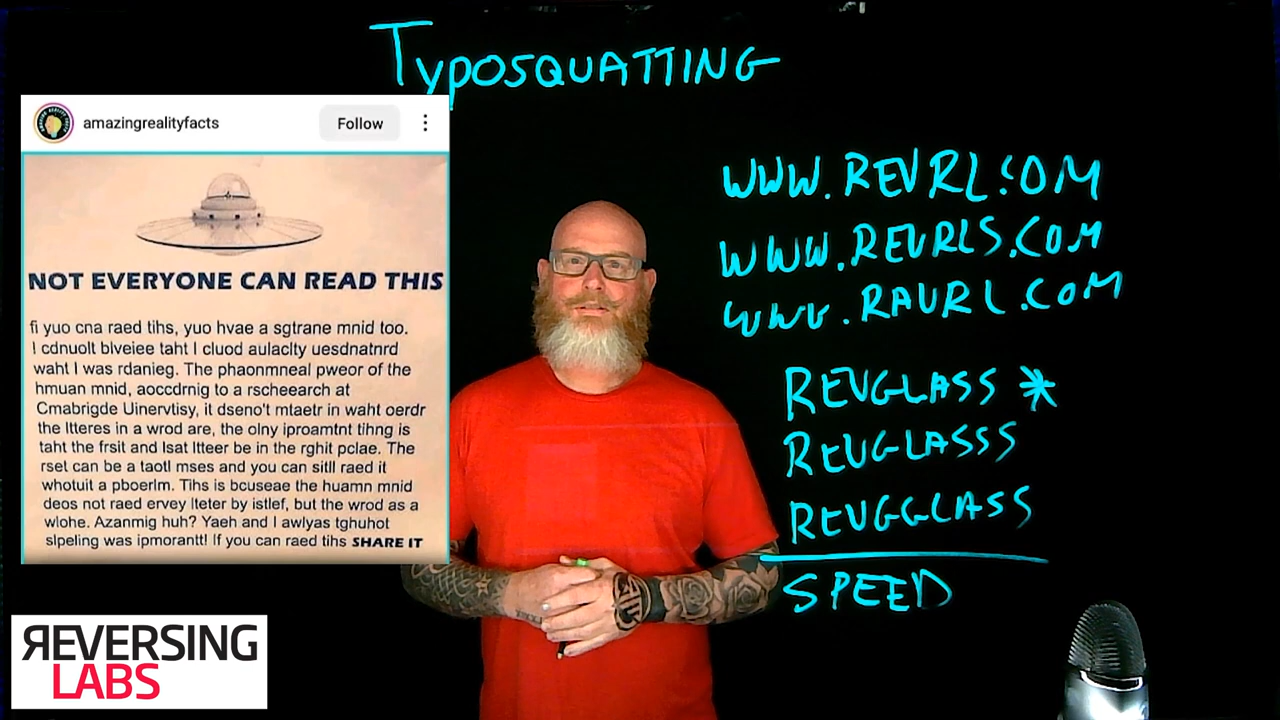 TYPOSQUATTING
amazingrealityfacts
Follow
NOT EVERYONE CAN READ THIS
fi yuo cna raed tihs, yuo hvae a sgtrane mnid too.
I cdnuolt blveiee taht I cluod aulaclty uesdnatnrd
waht I was rdanieg. The phaonmneal pweor of the
hmuan mnid, aoccdrnig to a rscheearch at
Cmabrigde Uinervtisy, it dseno't mtaetr in waht oerdr
the ltteres in a wrod are, the olny iproamtnt tihng is
taht the frsit and lsat ltteer be in the rghit pclae. The
rset can be a taotl mses and you can sitll raed it
whotuit a pboerlm. Tihs is bcuseae the huamn mnid
deos not raed ervey lteter by istlef, but the wrod as a
wlohe. Azanmig huh? Yaeh and I awlyas tghuhot
slpeling was ipmorantt! If you can raed tihs SHARE IT
WWW.REVRL.COM
WWW.REVRLS.COM
WWW.RAVRL.COM
REVGLASS *
REVGLASSS
REVGGLASS
SPEED
REVERSING
LABS